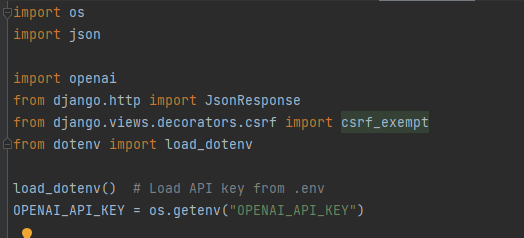 import os
import json
import openai
from django.http import JsonResponse
from django.views.decorators.csrf import csrf_exempt
from dotenv import load_dotenv
load_dotenv()  # Load API key from .env
OPENAI_API_KEY = os.getenv("OPENAI_API_KEY")